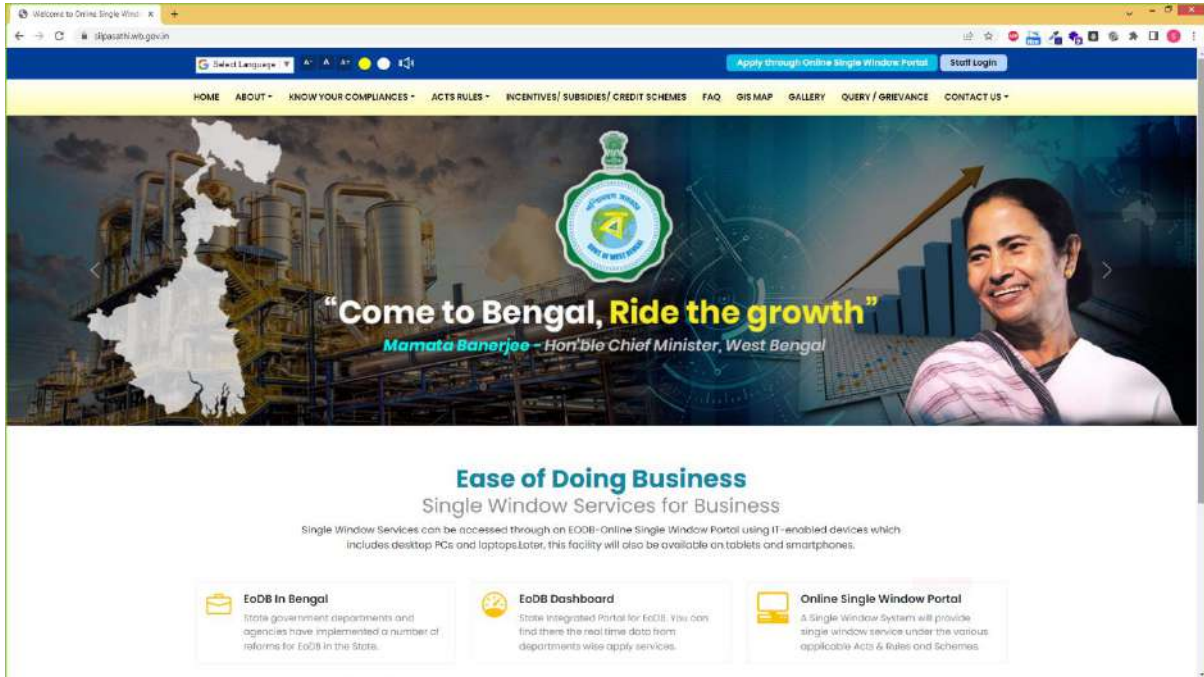 Welcome to Online Single Wind
silpasathi.wb.gov.in
Select Language
A- A A+
Apply through Online Single Window Portal
Staff Login
HOME ABOUT KNOW YOUR COMPLIANCES ACTS RULES INCENTIVES/ SUBSIDIES/ CREDIT SCHEMES FAQ GIS MAP GALLERY QUERY / GRIEVANCE CONTACT US
ব
GOVT OF WEST BENGAL
“Come to Bengal, Ride the growth”
Mamata Banerjee - Hon'ble Chief Minister, West Bengal
Ease of Doing Business
Single Window Services for Business
Single Window Services can be accessed through an EODB-Online Single Window Portal using IT-enabled devices which
includes desktop PCs and laptops.Later, this facility will also be available on tablets and smartphones.
EoDB In Bengal
State government departments and
agencies have implemented a number of
reforms for EoDB in the State.
EoDB Dashboard
State Integrated Portal for EoDB. You can
find there the real time data from
departments wise apply services.
Online Single Window Portal
A Single Window System will provide
single window service under the various
applicable Acts & Rules and Schemes